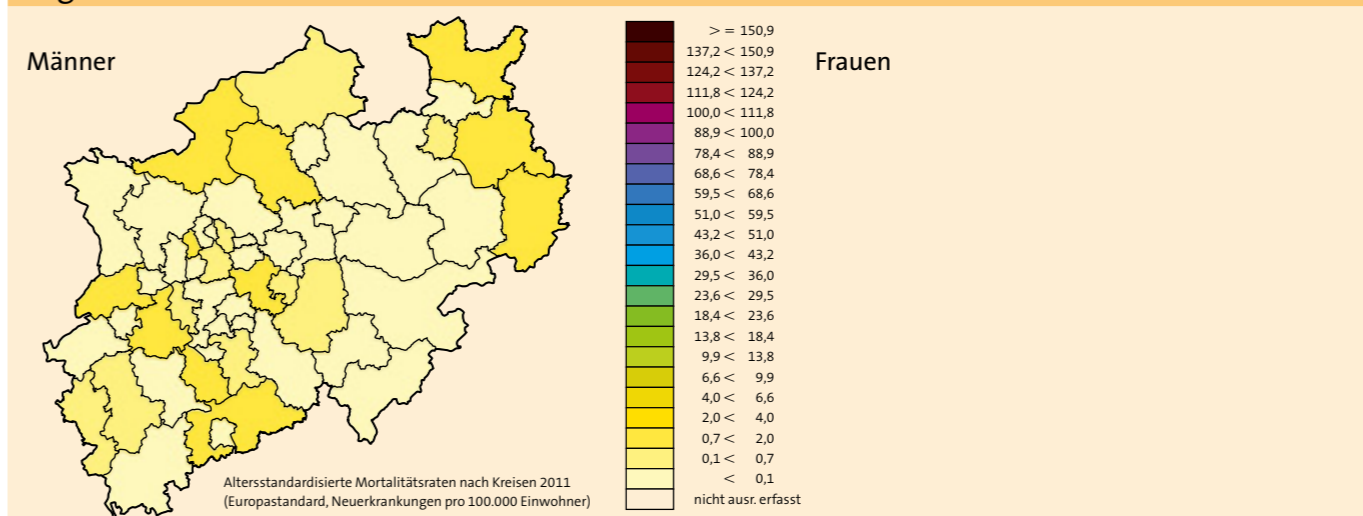 Männer
> = 150,9
137,2 < 150,9
124,2 < 137,2
111,8 < 124,2
100,0 < 111,8
88,9 < 100,0
78,4 < 88,9
68,6 < 78,4
59,5 < 68,6
51,0 < 59,5
43,2 < 51,0
36,0 < 43,2
29,5 < 36,0
23,6 < 29,5
18,4 < 23,6
13,8 < 18,4
9,9 < 13,8
6,6 < 9,9
4,0 < 6,6
2,0 < 4,0
0,7 < 2,0
0,1 < 0,7
< 0,1
nicht ausr. erfasst
Frauen
Altersstandardisierte Mortalitätsraten nach Kreisen 2011
(Europastandard, Neuerkrankungen pro 100.000 Einwohner)